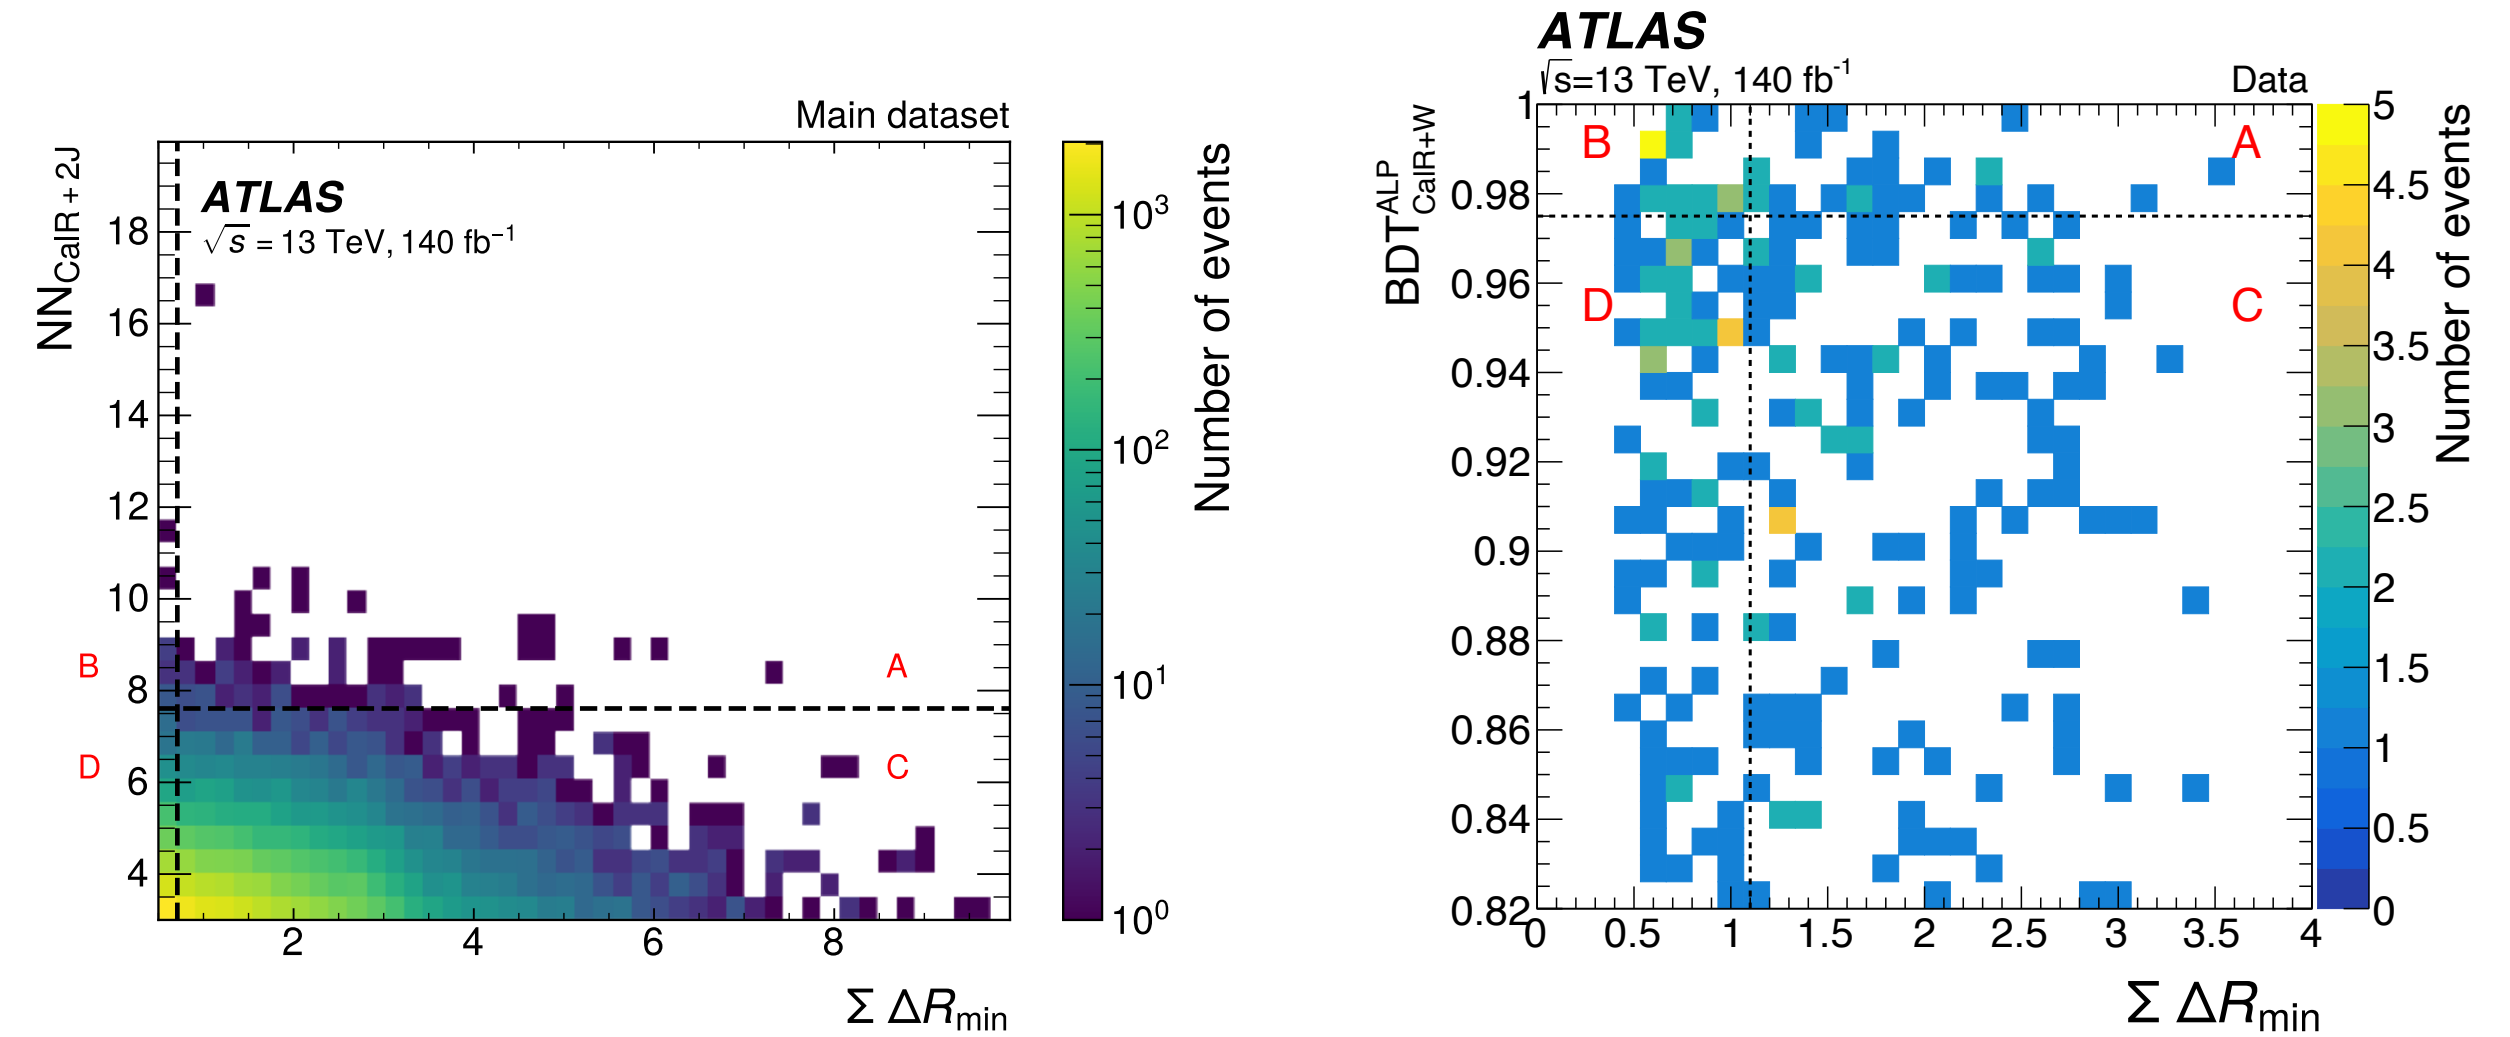 Main dataset
ATLAS
√s = 13 TeV, 140 fb⁻¹
NN_CalR + 2J
18
16
14
12
10
8
6
4
B
A
D
C
2 4 6 8
Σ ΔR_min
10³
10²
10¹
10⁰
Number of events
ATLAS
√s=13 TeV, 140 fb⁻¹
Data
BDT^ALP_CalR+W
1
0.98
0.96
0.94
0.92
0.9
0.88
0.86
0.84
0.82
B
A
D
C
0 0.5 1 1.5 2 2.5 3 3.5 4
Σ ΔR_min
5
4.5
4
3.5
3
2.5
2
1.5
1
0.5
0
Number of events